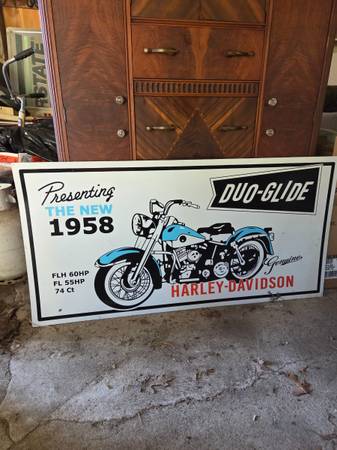 Presenting
THE NEW
1958
DUO-GLIDE
FLH 60HP
FL 55HP
74 Ct
Genuine
HARLEY-DAVIDSON